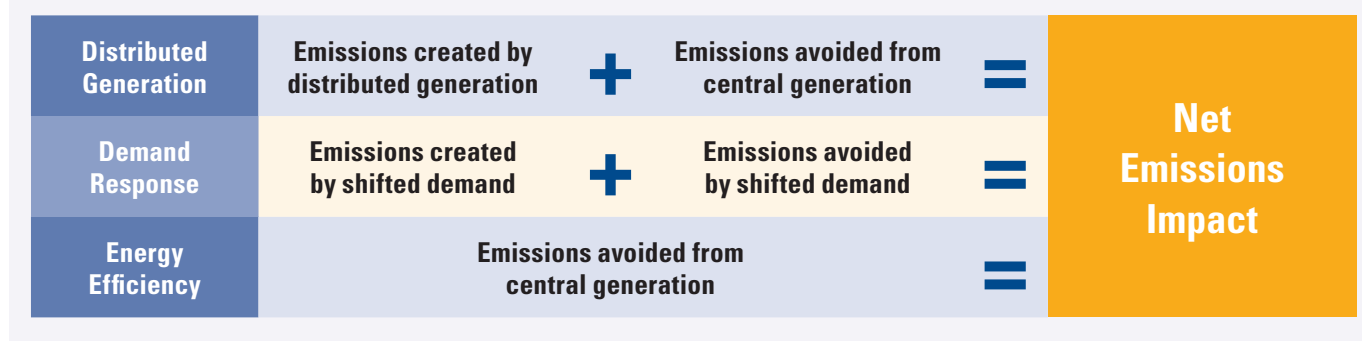 Distributed
Generation
Emissions created by
distributed generation
+
Emissions avoided from
central generation
=
Demand
Response
Emissions created
by shifted demand
+
Emissions avoided
by shifted demand
=
Energy
Efficiency
Emissions avoided from
central generation
=
Net
Emissions
Impact